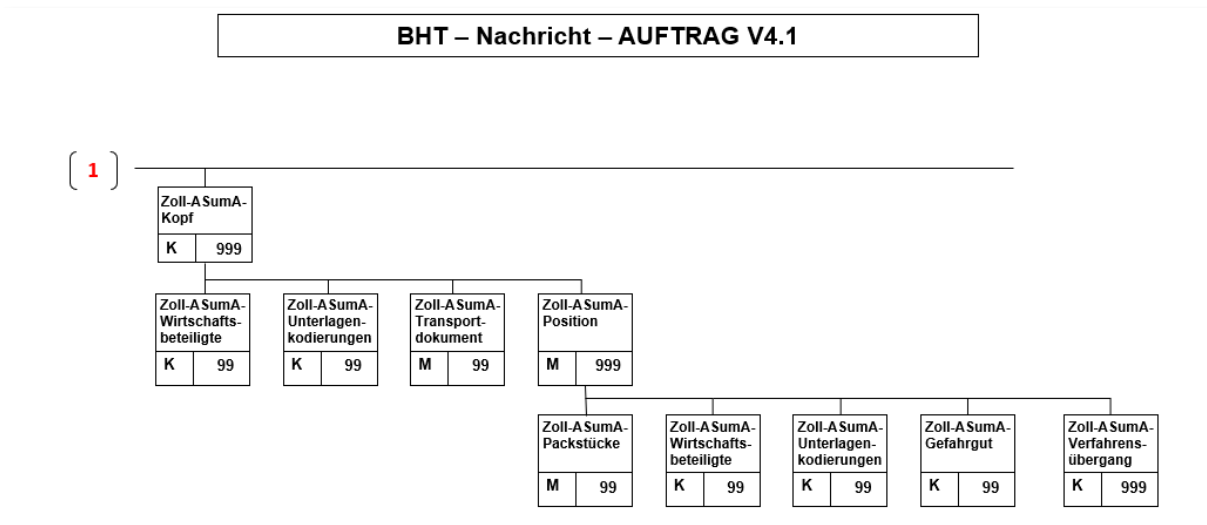 BHT – Nachricht – AUFTRAG V4.1
1
Zoll-ASumA-
Kopf
K 999
Zoll-ASumA-
Wirtschafts-
beteiligte
K 99
Zoll-ASumA-
Unterlagen-
kodierungen
K 99
Zoll-ASumA-
Transport-
dokument
M 99
Zoll-ASumA-
Position
M 999
Zoll-ASumA-
Packstücke
M 99
Zoll-ASumA-
Wirtschafts-
beteiligte
K 99
Zoll-ASumA-
Unterlagen-
kodierungen
K 99
Zoll-ASumA-
Gefahrgut
K 99
Zoll-ASumA-
Verfahrens-
übergang
K 999